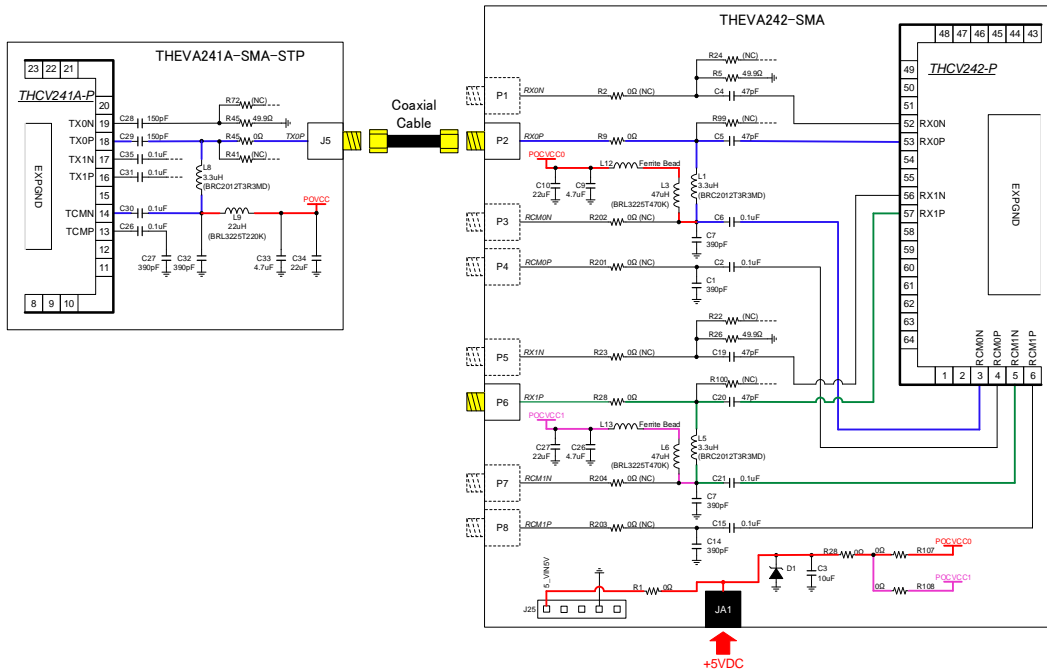 THEVA241A-SMA-STP
23 22 21
THCV241A-P
20
TX0N 19
TX0P 18
TX1N 17
TX1P 16
15
TCMN 14
TCMP 13
12
11
8 9 10
EXPGND
C28 150pF
C29 150pF
C35 0.1uF
C31 0.1uF
C30 0.1uF
C26 0.1uF
R72 (NC)
R45 49.9Ω
R45 0Ω
R41 (NC)
TX0P
J5
L8
3.3uH
(BRC2012T3R3MD)
L9
22uH
(BRL3225T220K)
POVCC
C27
390pF
C32
390pF
C33
4.7uF
C34
22uF
Coaxial
Cable
THEVA242-SMA
48 47 46 45 44 43
THCV242-P
49
50
51
52 RX0N
53 RX0P
54
55
56 RX1N
57 RX1P
58
59
60
61
62
63
64
EXPGND
RCM0N
RCM0P
RCM1N
RCM1P
1 2 3 4 5 6
R24 (NC)
R5 49.9Ω
P1 RX0N R2 0Ω (NC) C4 47pF
R99 (NC)
P2 RX0P R9 0Ω C5 47pF
POCVCC0
L12 Ferrite Bead
C10
22uF
C9
4.7uF
L3
47uH
(BRL3225T470K)
L1
3.3uH
(BRC2012T3R3MD)
P3 RCM0N R202 0Ω (NC) C6 0.1uF
C7
390pF
P4 RCM0P R201 0Ω (NC) C2 0.1uF
C1
390pF
R22 (NC)
R26 49.9Ω
P5 RX1N R23 0Ω (NC) C19 47pF
R100 (NC)
P6 RX1P R28 0Ω C20 47pF
POCVCC1
L13 Ferrite Bead
C27
22uF
C26
4.7uF
L6
47uH
(BRL3225T470K)
L5
3.3uH
(BRC2012T3R3MD)
P7 RCM1N R204 0Ω (NC) C21 0.1uF
C7
390pF
P8 RCM1P R203 0Ω (NC) C15 0.1uF
C14
390pF
5_VIN5V
J25
R1 0Ω
JA1
+5VDC
D1
C3
10uF
R28 0Ω
0Ω R107
POCVCC0
0Ω R108
POCVCC1